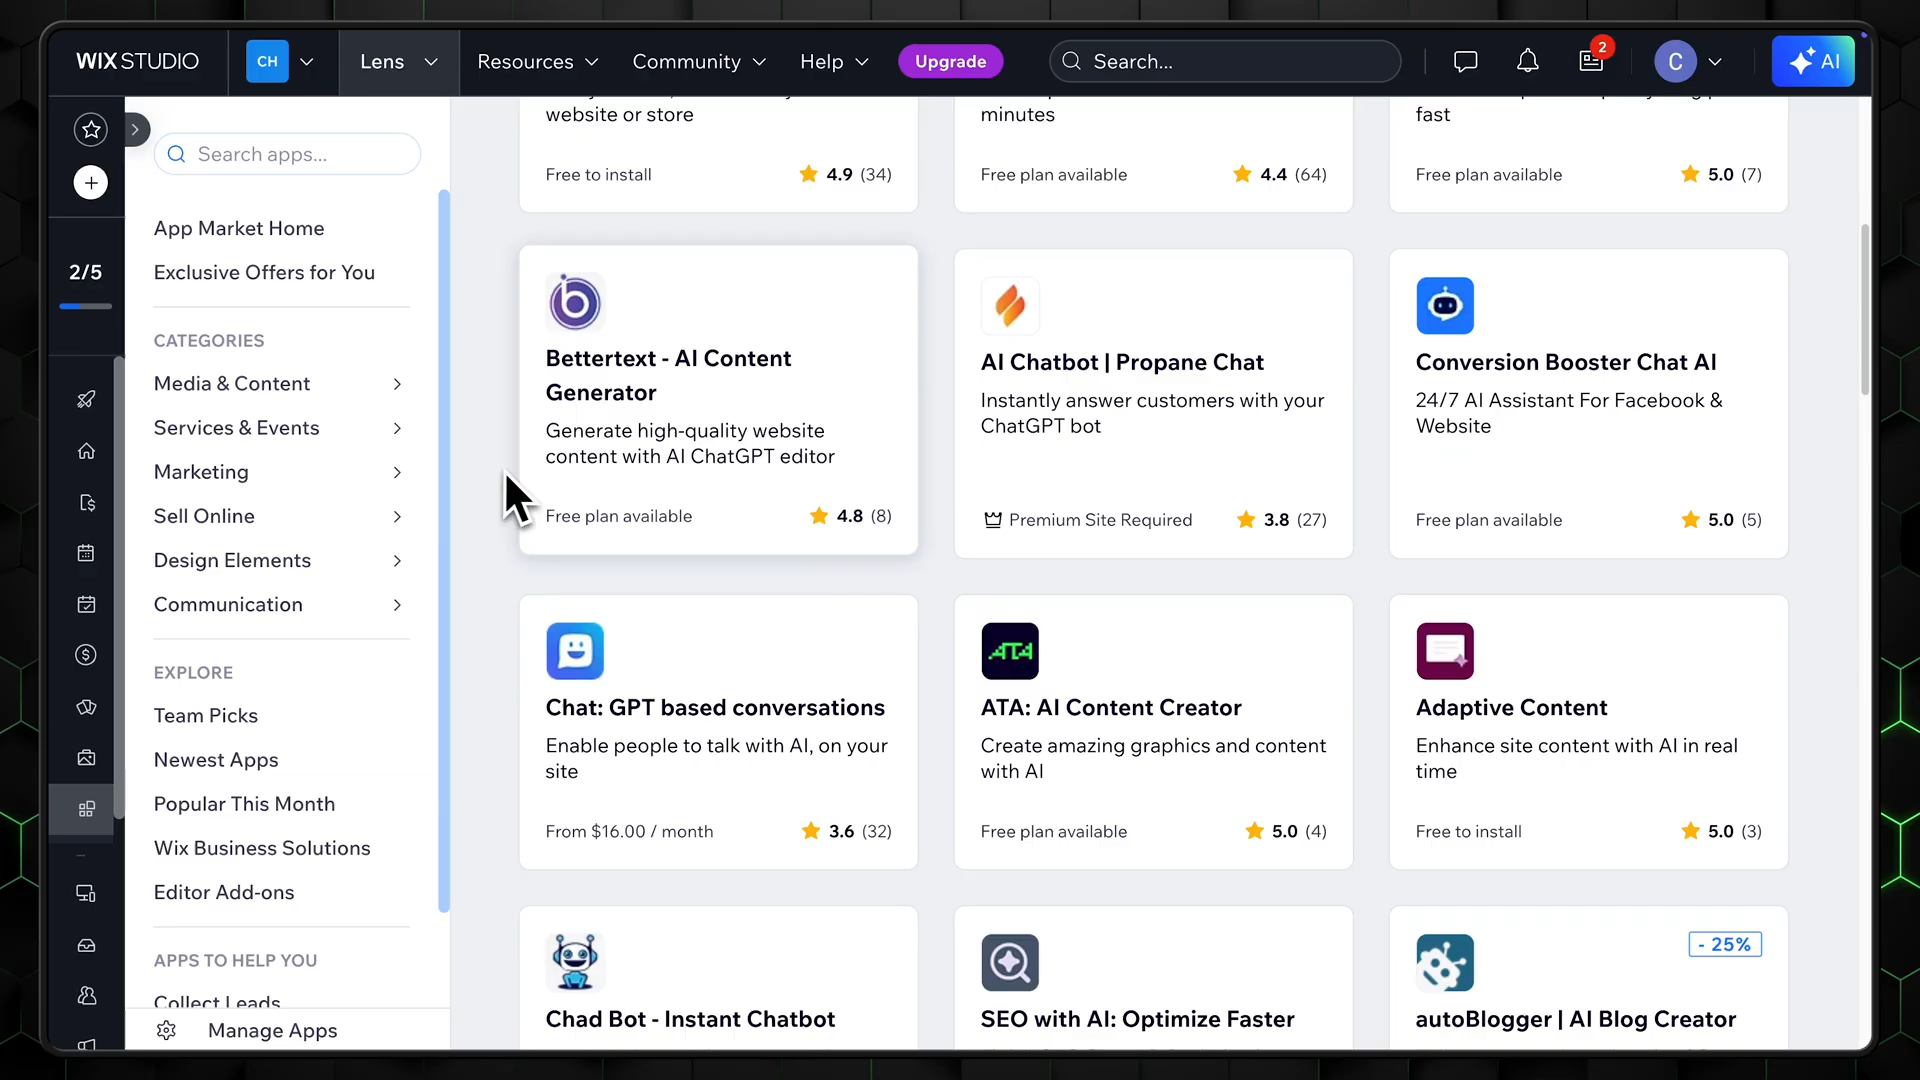 WIX STUDIO
CH
Lens
Resources
Community
Help
Upgrade
Search...
2
C
AI
2/5
Search apps...
App Market Home
Exclusive Offers for You
CATEGORIES
Media & Content
Services & Events
Marketing
Sell Online
Design Elements
Communication
EXPLORE
Team Picks
Newest Apps
Popular This Month
Wix Business Solutions
Editor Add-ons
APPS TO HELP YOU
Collect Leads
Manage Apps
website or store
Free to install
4.9 (34)
minutes
Free plan available
4.4 (64)
fast
Free plan available
5.0 (7)
Bettertext - AI Content
Generator
Generate high-quality website
content with AI ChatGPT editor
Free plan available
4.8 (8)
AI Chatbot | Propane Chat
Instantly answer customers with your
ChatGPT bot
Premium Site Required
3.8 (27)
Conversion Booster Chat AI
24/7 AI Assistant For Facebook &
Website
Free plan available
5.0 (5)
Chat: GPT based conversations
Enable people to talk with AI, on your
site
From $16.00 / month
3.6 (32)
ATA
ATA: AI Content Creator
Create amazing graphics and content
with AI
Free plan available
5.0 (4)
Adaptive Content
Enhance site content with AI in real
time
Free to install
5.0 (3)
Chad Bot - Instant Chatbot
SEO with AI: Optimize Faster
- 25%
autoBlogger | AI Blog Creator